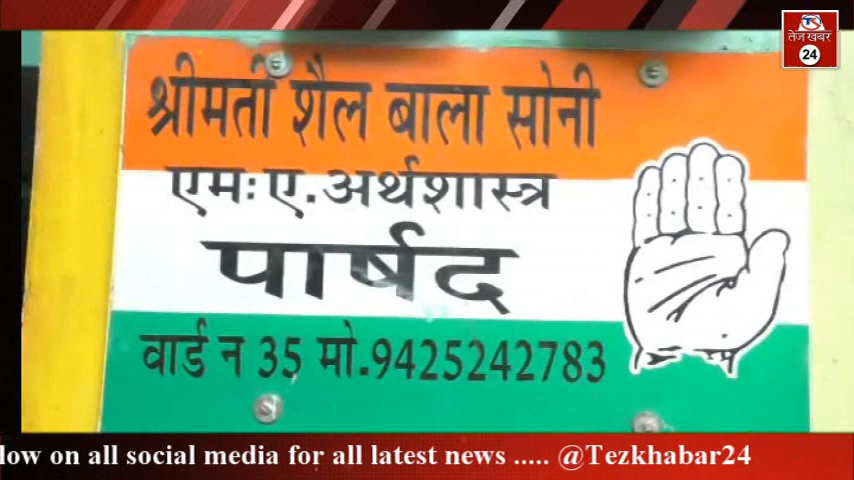 TK
तेज खबर
24
श्रीमती शैल बाला सोनी
एमःए.अर्थशास्त्र
पार्षद
वार्ड न 35 मो.9425242783
low on all social media for all latest news ..... @Tezkhabar24